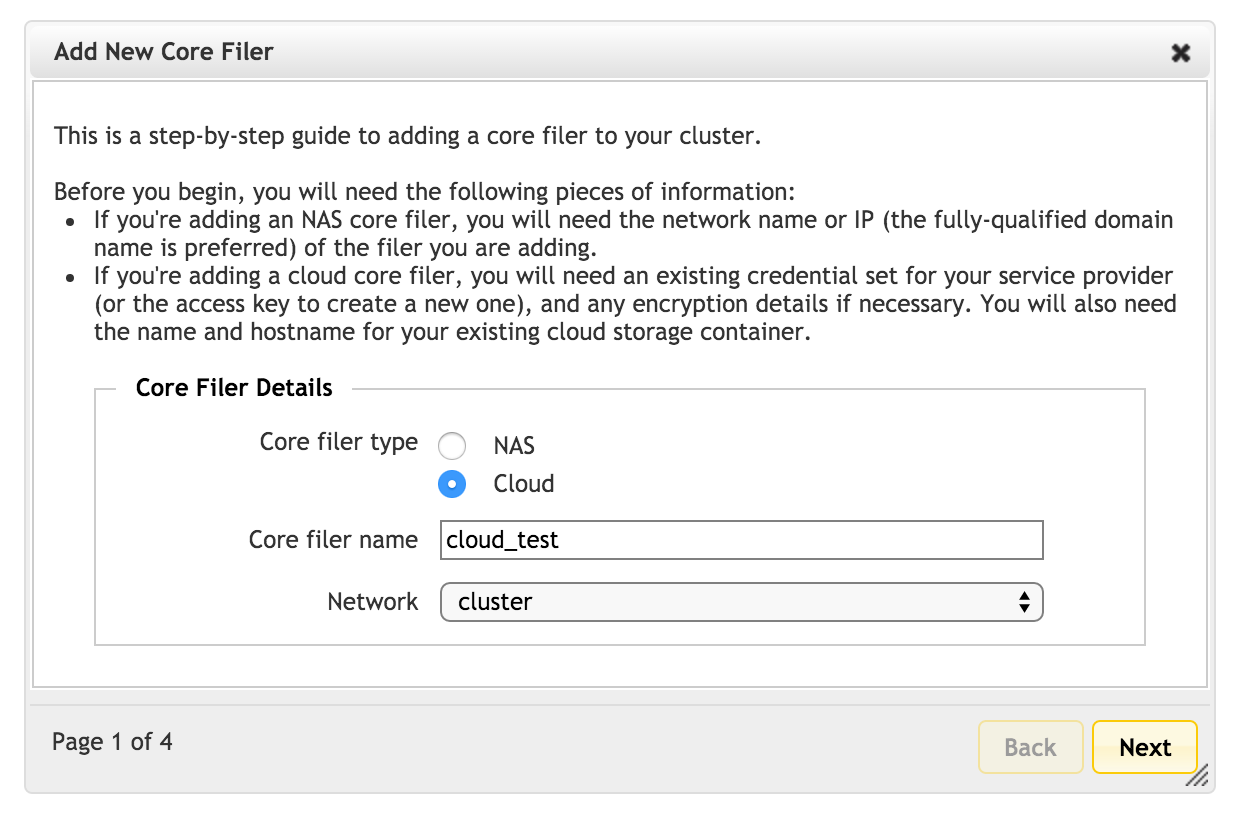 Add New Core Filer
This is a step-by-step guide to adding a core filer to your cluster.
Before you begin, you will need the following pieces of information:
If you're adding an NAS core filer, you will need the network name or IP (the fully-qualified domain
name is preferred) of the filer you are adding.
If you're adding a cloud core filer, you will need an existing credential set for your service provider
(or the access key to create a new one), and any encryption details if necessary. You will also need
the name and hostname for your existing cloud storage container.
Core Filer Details
Core filer type NAS
Cloud
Core filer name cloud_test
Network cluster
Page 1 of 4 Back Next